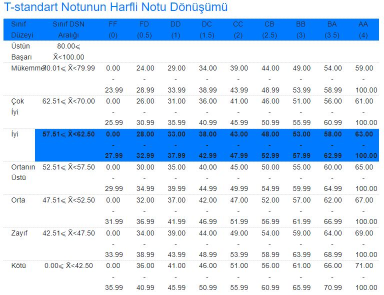 T-standart Notunun Harfli Notu Dönüşümü
Sınıf Düzeyi Sınıf DSN Aralığı FF (0) FD (0.5) DD (1) DC (1.5) CC (2) CB (2.5) BB (3) BA (3.5) AA (4)
Üstün Başarı 80.00⩽ X̄<100.00
Mükemmel 70.01⩽ X̄<79.99 0.00 - 23.99 24.00 - 28.99 29.00 - 33.99 34.00 - 38.99 39.00 - 43.99 44.00 - 48.99 49.00 - 53.99 54.00 - 58.99 59.00 - 100.00
Çok İyi 62.51⩽ X̄<70.00 0.00 - 25.99 26.00 - 30.99 31.00 - 35.99 36.00 - 40.99 41.00 - 45.99 46.00 - 50.99 51.00 - 55.99 56.00 - 60.99 61.00 - 100.00
İyi 57.51⩽ X̄<62.50 0.00 - 27.99 28.00 - 32.99 33.00 - 37.99 38.00 - 42.99 43.00 - 47.99 48.00 - 52.99 53.00 - 57.99 58.00 - 62.99 63.00 - 100.00
Ortanın Üstü 52.51⩽ X̄<57.50 0.00 - 29.99 30.00 - 34.99 35.00 - 39.99 40.00 - 44.99 45.00 - 49.99 50.00 - 54.99 55.00 - 59.99 60.00 - 64.99 65.00 - 100.00
Orta 47.51⩽ X̄<52.50 0.00 - 31.99 32.00 - 36.99 37.00 - 41.99 42.00 - 46.99 47.00 - 51.99 52.00 - 56.99 57.00 - 61.99 62.00 - 66.99 67.00 - 100.00
Zayıf 42.51⩽ X̄<47.50 0.00 - 33.99 34.00 - 38.99 39.00 - 43.99 44.00 - 48.99 49.00 - 53.99 54.00 - 58.99 59.00 - 63.99 64.00 - 68.99 69.00 - 100.00
Kötü 0.00⩽ X̄<42.50 0.00 - 35.99 36.00 - 40.99 41.00 - 45.99 46.00 - 49.99 51.00 - 55.99 56.00 - 60.99 61.00 - 65.99 66.00 - 70.99 71.00 - 100.00